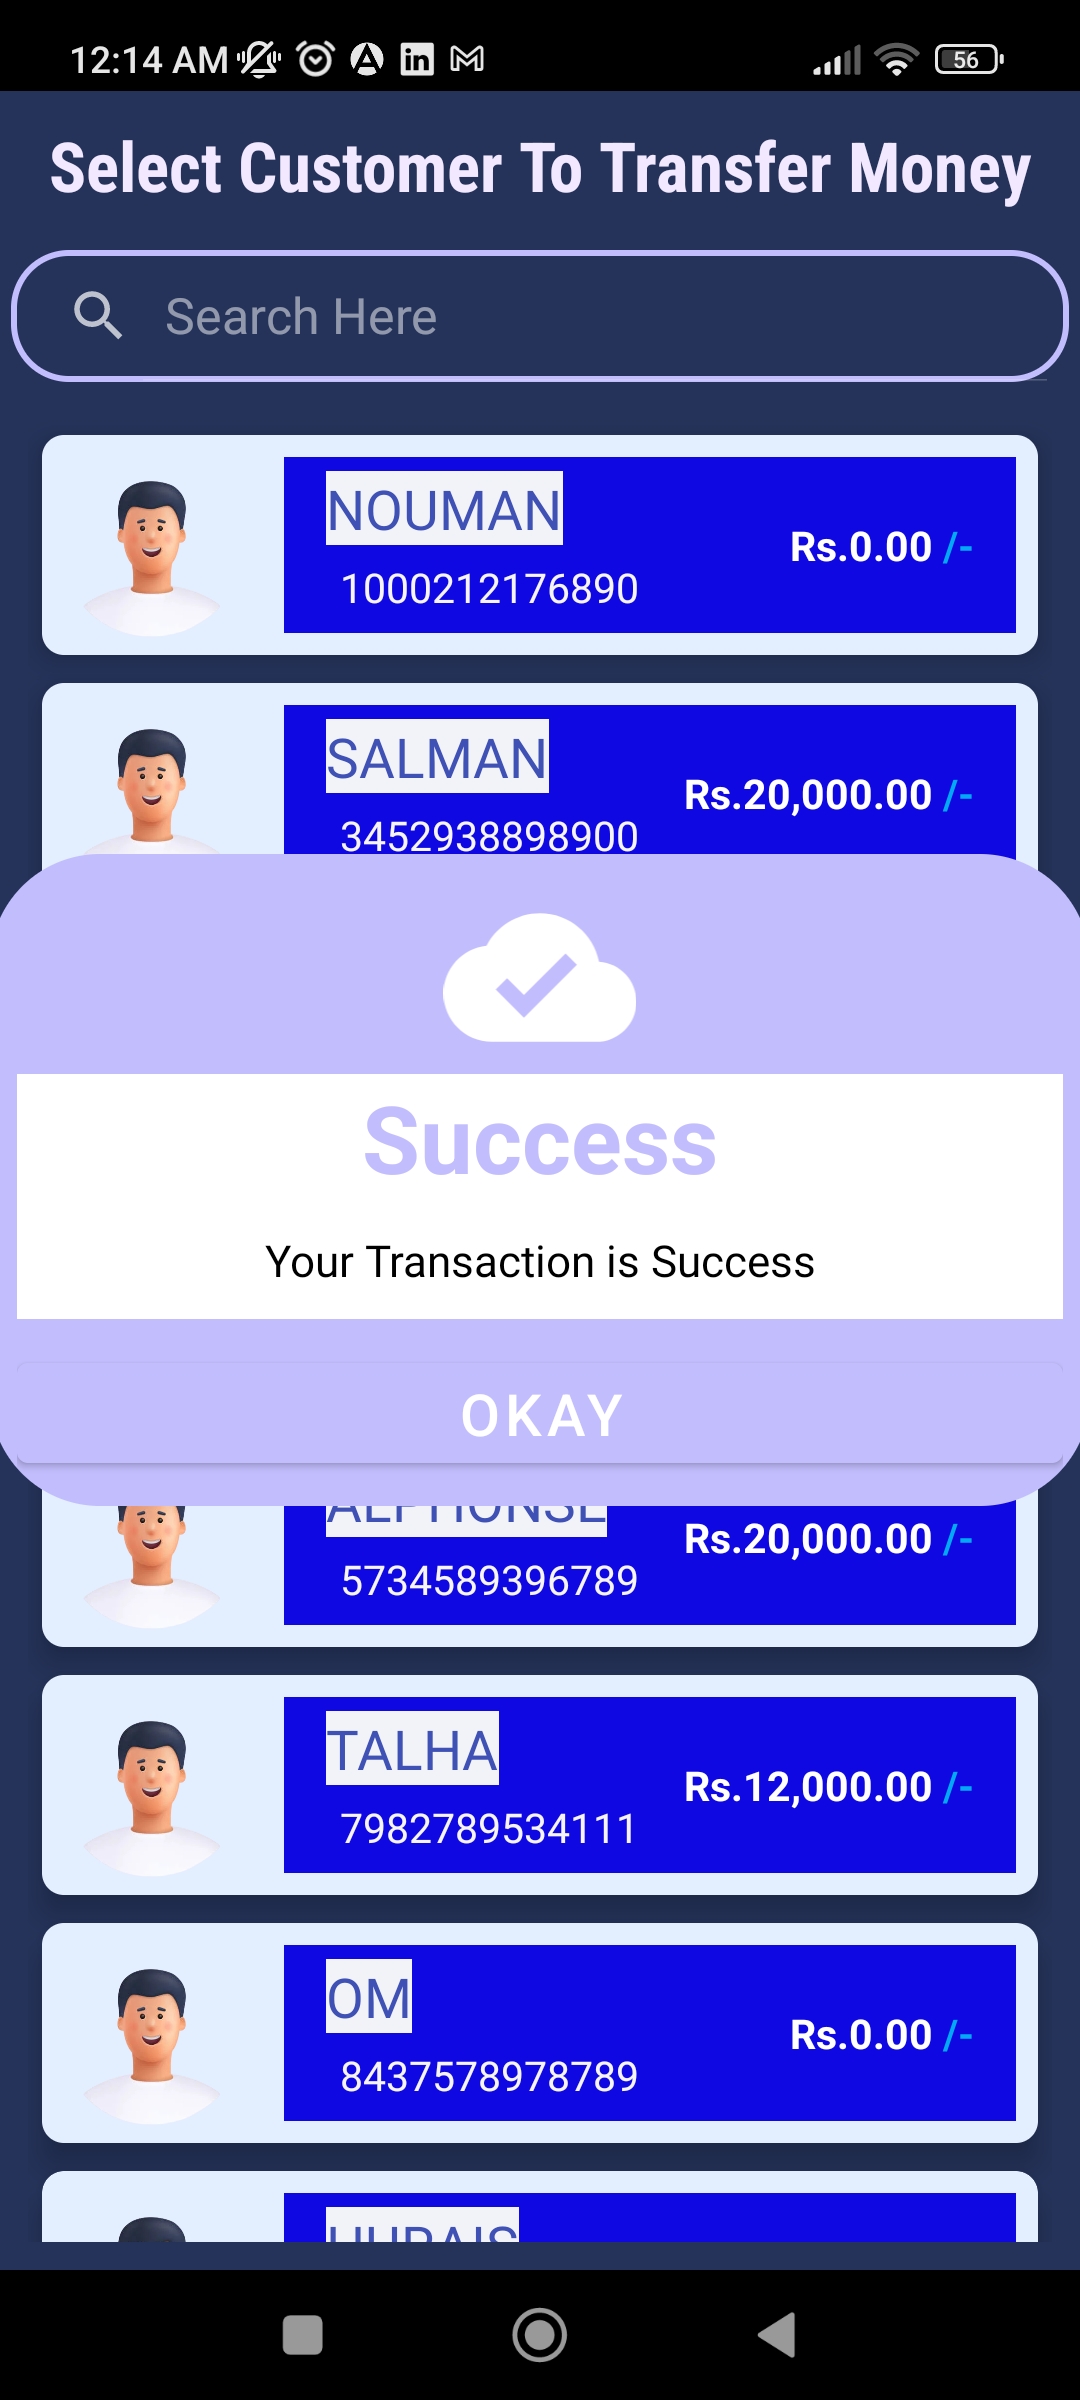 12:14 AM
56
Select Customer To Transfer Money
Search Here
NOUMAN
1000212176890
Rs.0.00 /-
SALMAN
3452938898900
Rs.20,000.00 /-
Success
Your Transaction is Success
OKAY
ALPHONSE
5734589396789
Rs.20,000.00 /-
TALHA
7982789534111
Rs.12,000.00 /-
OM
8437578978789
Rs.0.00 /-